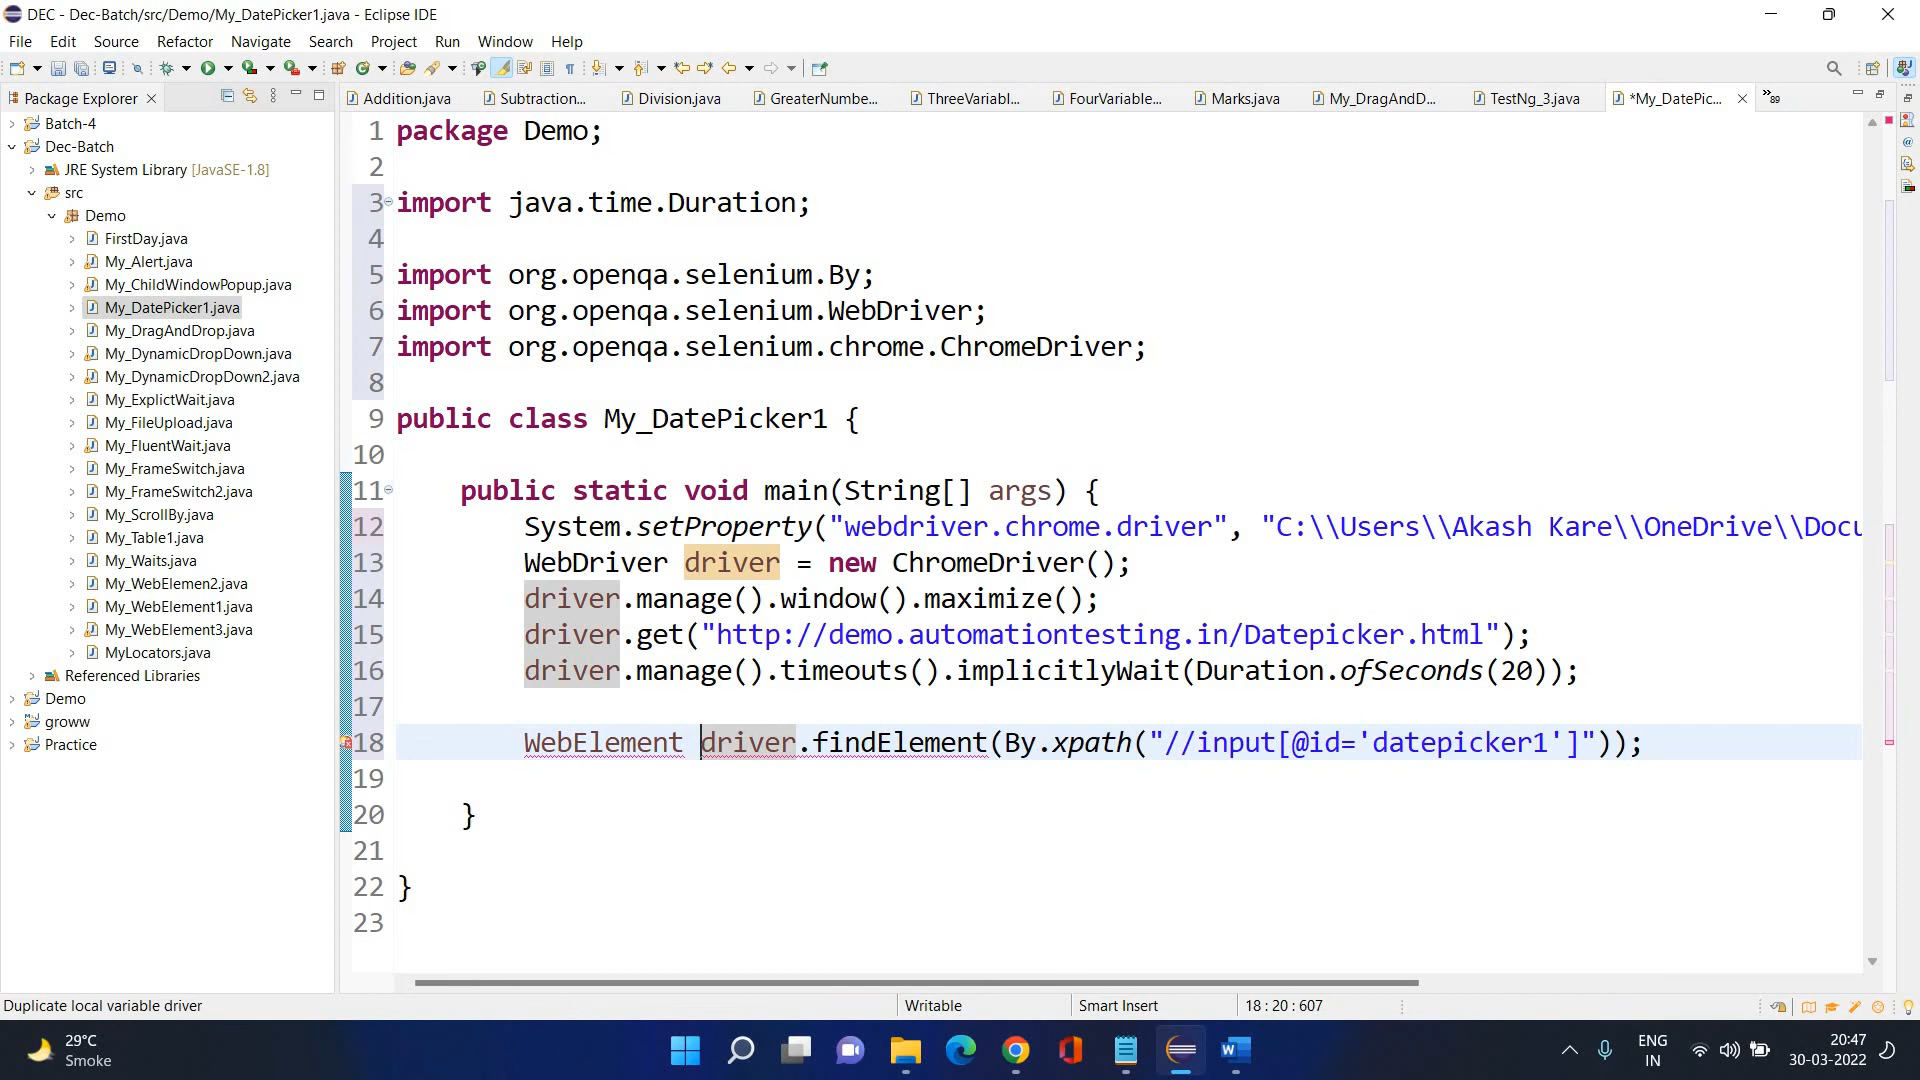 DEC - Dec-Batch/src/Demo/My_DatePicker1.java - Eclipse IDE
File Edit Source Refactor Navigate Search Project Run Window Help
Package Explorer
Addition.java Subtraction... Division.java GreaterNumbe... ThreeVariabl... FourVariable... Marks.java My_DragAndD... TestNg_3.java *My_DatePic... »89
Batch-4
Dec-Batch
JRE System Library [JavaSE-1.8]
src
Demo
FirstDay.java
My_Alert.java
My_ChildWindowPopup.java
My_DatePicker1.java
My_DragAndDrop.java
My_DynamicDropDown.java
My_DynamicDropDown2.java
My_ExplictWait.java
My_FileUpload.java
My_FluentWait.java
My_FrameSwitch.java
My_FrameSwitch2.java
My_ScrollBy.java
My_Table1.java
My_Waits.java
My_WebElemen2.java
My_WebElement1.java
My_WebElement3.java
MyLocators.java
Referenced Libraries
Demo
groww
Practice
1 package Demo;
2
3 import java.time.Duration;
4
5 import org.openqa.selenium.By;
6 import org.openqa.selenium.WebDriver;
7 import org.openqa.selenium.chrome.ChromeDriver;
8
9 public class My_DatePicker1 {
10
11 public static void main(String[] args) {
12 System.setProperty("webdriver.chrome.driver", "C:\\Users\\Akash Kare\\OneDrive\\Docu
13 WebDriver driver = new ChromeDriver();
14 driver.manage().window().maximize();
15 driver.get("http://demo.automationtesting.in/Datepicker.html");
16 driver.manage().timeouts().implicitlyWait(Duration.ofSeconds(20));
17
18 WebElement driver.findElement(By.xpath("//input[@id='datepicker1']"));
19
20 }
21
22 }
23
Duplicate local variable driver Writable Smart Insert 18 : 20 : 607
29°C
Smoke
ENG
IN
20:47
30-03-2022